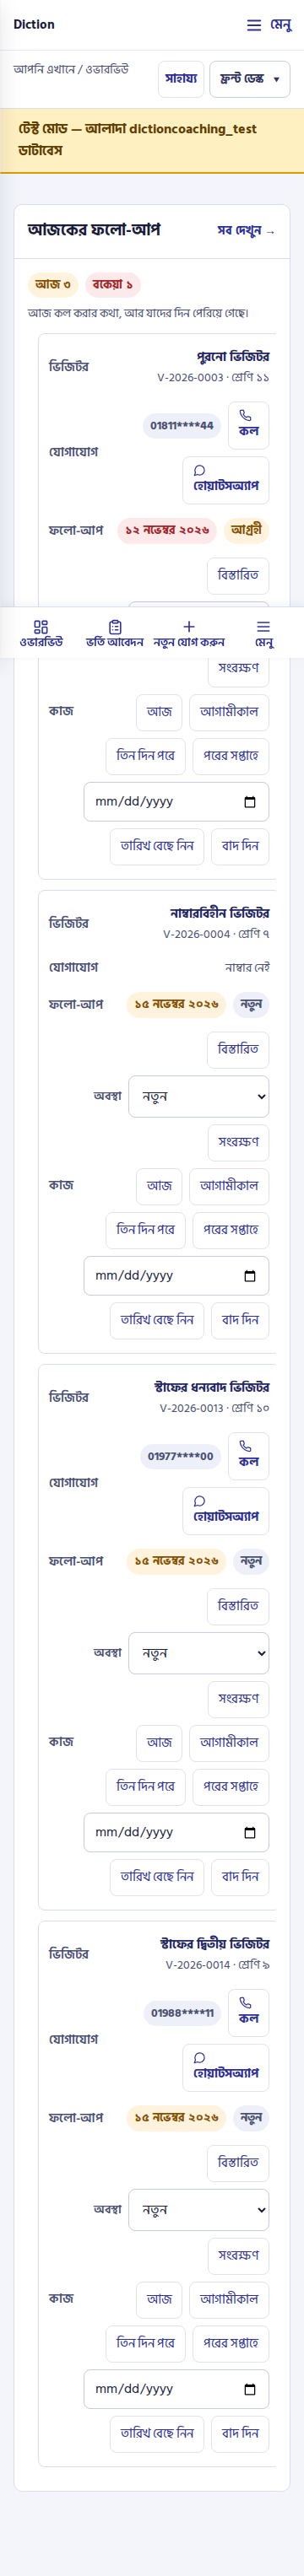 Diction
মেনু
আপনি এখানে / ওভারভিউ
সাহায্য
ফ্রন্ট ডেস্ক
টেস্ট মোড — আলাদা dictioncoaching_test
ডাটাবেস
আজকের ফলো-আপ
সব দেখুন →
আজ ৩
বকেয়া ১
আজ কল করার কথা, আর যাদের দিন পেরিয়ে গেছে।
ভিজিটর
পুরনো ভিজিটর
V-2026-0003 · শ্রেণি ১১
যোগাযোগ
01811****44
কল
হোয়াটসঅ্যাপ
ফলো-আপ
১২ নভেম্বর ২০২৬
আগ্রহী
বিস্তারিত
ওভারভিউ
ভর্তি আবেদন
নতুন যোগ করুন
মেনু
সংরক্ষণ
কাজ
আজ
আগামীকাল
তিন দিন পরে
পরের সপ্তাহে
mm/dd/yyyy
তারিখ বেছে নিন
বাদ দিন
ভিজিটর
নাম্বারবিহীন ভিজিটর
V-2026-0004 · শ্রেণি ৭
যোগাযোগ
নাম্বার নেই
ফলো-আপ
১৫ নভেম্বর ২০২৬
নতুন
বিস্তারিত
অবস্থা
নতুন
সংরক্ষণ
কাজ
আজ
আগামীকাল
তিন দিন পরে
পরের সপ্তাহে
mm/dd/yyyy
তারিখ বেছে নিন
বাদ দিন
ভিজিটর
স্টাফের ধন্যবাদ ভিজিটর
V-2026-0013 · শ্রেণি ১০
যোগাযোগ
01977****00
কল
হোয়াটসঅ্যাপ
ফলো-আপ
১৫ নভেম্বর ২০২৬
নতুন
বিস্তারিত
অবস্থা
নতুন
সংরক্ষণ
কাজ
আজ
আগামীকাল
তিন দিন পরে
পরের সপ্তাহে
mm/dd/yyyy
তারিখ বেছে নিন
বাদ দিন
ভিজিটর
স্টাফের দ্বিতীয় ভিজিটর
V-2026-0014 · শ্রেণি ৯
যোগাযোগ
01988****11
কল
হোয়াটসঅ্যাপ
ফলো-আপ
১৫ নভেম্বর ২০২৬
নতুন
বিস্তারিত
অবস্থা
নতুন
সংরক্ষণ
কাজ
আজ
আগামীকাল
তিন দিন পরে
পরের সপ্তাহে
mm/dd/yyyy
তারিখ বেছে নিন
বাদ দিন